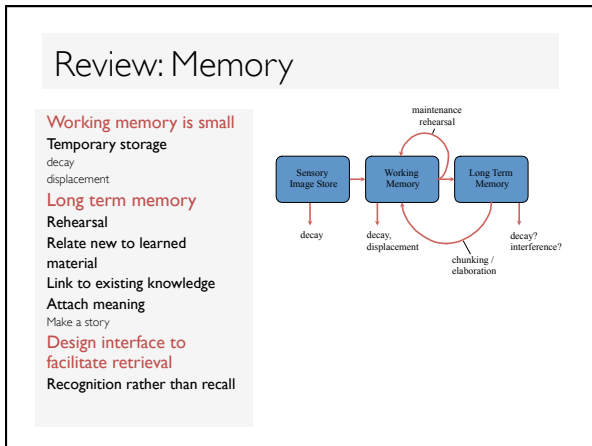 Review: Memory
Working memory is small
Temporary storage
decay
displacement
Long term memory
Rehearsal
Relate new to learned
material
Link to existing knowledge
Attach meaning
Make a story
Design interface to
facilitate retrieval
Recognition rather than recall
maintenance
rehearsal
Sensory
Image Store
Working
Memory
Long Term
Memory
decay
decay,
displacement
chunking /
elaboration
decay?
interference?